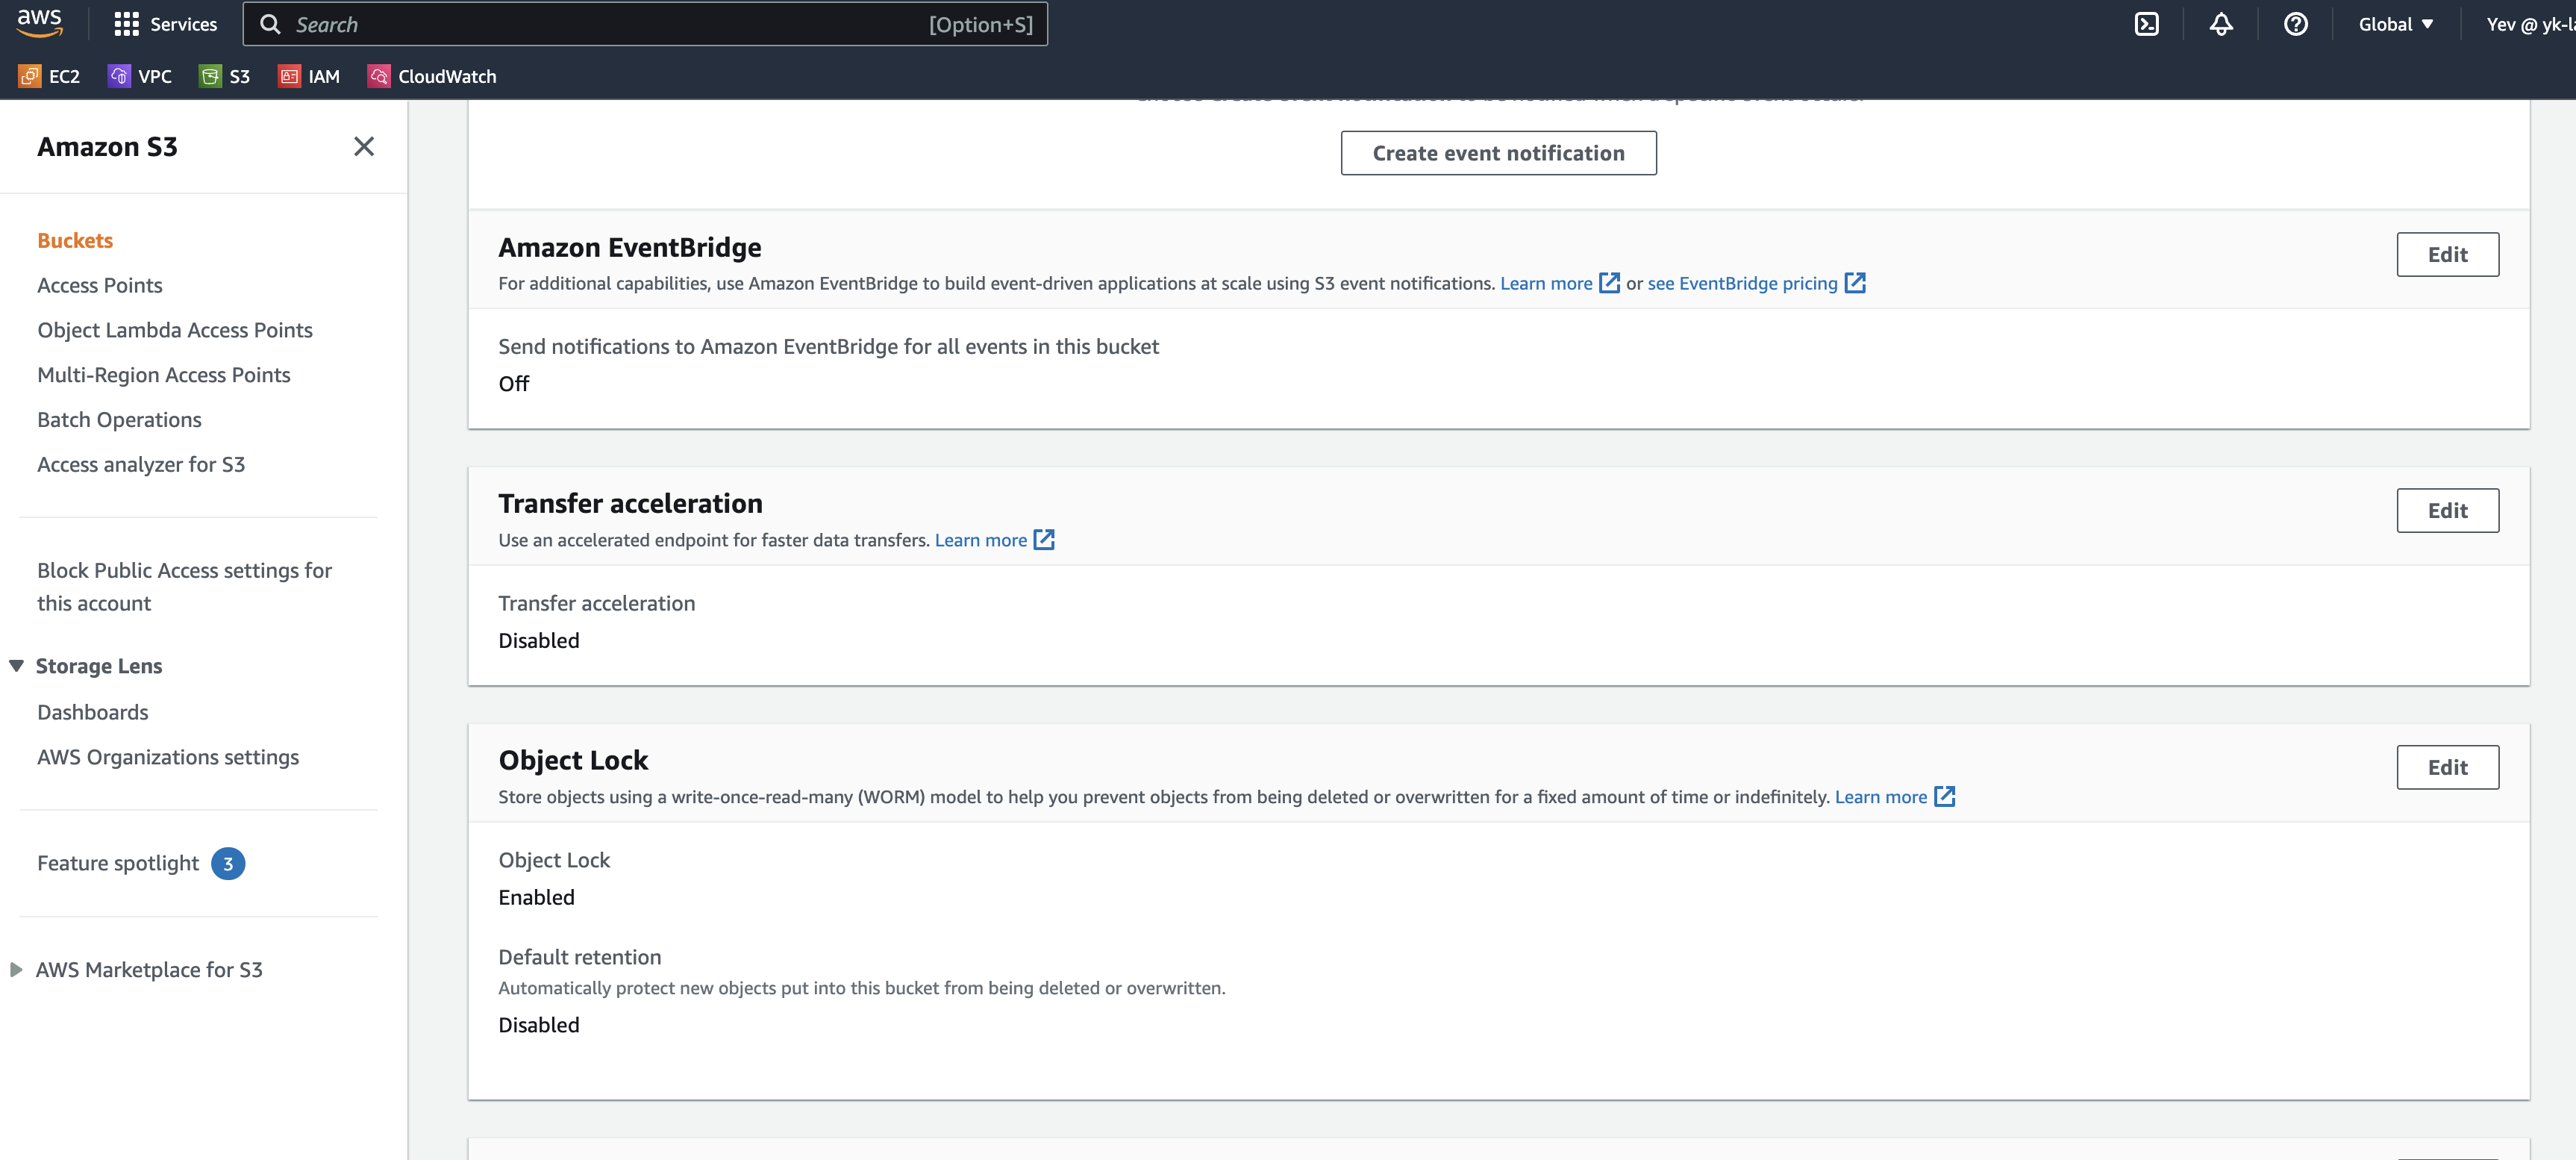 aws
Services
Search
[Option+S]
Global
Yev @ yk-la
EC2
VPC
S3
IAM
CloudWatch
Amazon S3
Buckets
Access Points
Object Lambda Access Points
Multi-Region Access Points
Batch Operations
Access analyzer for S3
Block Public Access settings for
this account
Storage Lens
Dashboards
AWS Organizations settings
Feature spotlight 3
AWS Marketplace for S3
Create event notification
Amazon EventBridge
Edit
For additional capabilities, use Amazon EventBridge to build event-driven applications at scale using S3 event notifications. Learn more or see EventBridge pricing
Send notifications to Amazon EventBridge for all events in this bucket
Off
Transfer acceleration
Edit
Use an accelerated endpoint for faster data transfers. Learn more
Transfer acceleration
Disabled
Object Lock
Edit
Store objects using a write-once-read-many (WORM) model to help you prevent objects from being deleted or overwritten for a fixed amount of time or indefinitely. Learn more
Object Lock
Enabled
Default retention
Automatically protect new objects put into this bucket from being deleted or overwritten.
Disabled